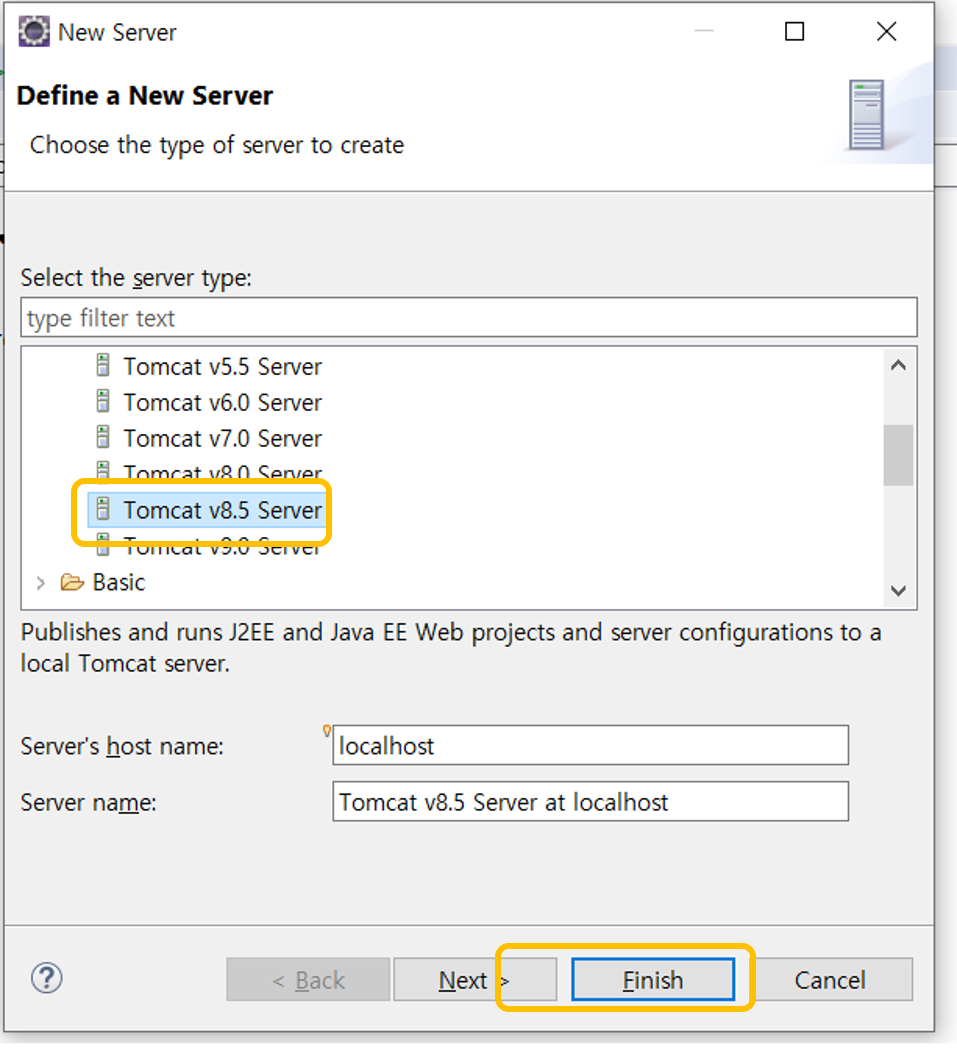 New Server
Define a New Server
Choose the type of server to create
Select the server type:
type filter text
Tomcat v5.5 Server
Tomcat v6.0 Server
Tomcat v7.0 Server
Tomcat v8.0 Server
Tomcat v8.5 Server
Tomcat v9.0 Server
Basic
Publishes and runs J2EE and Java EE Web projects and server configurations to a
local Tomcat server.
Server's host name: localhost
Server name: Tomcat v8.5 Server at localhost
< Back Next > Finish Cancel